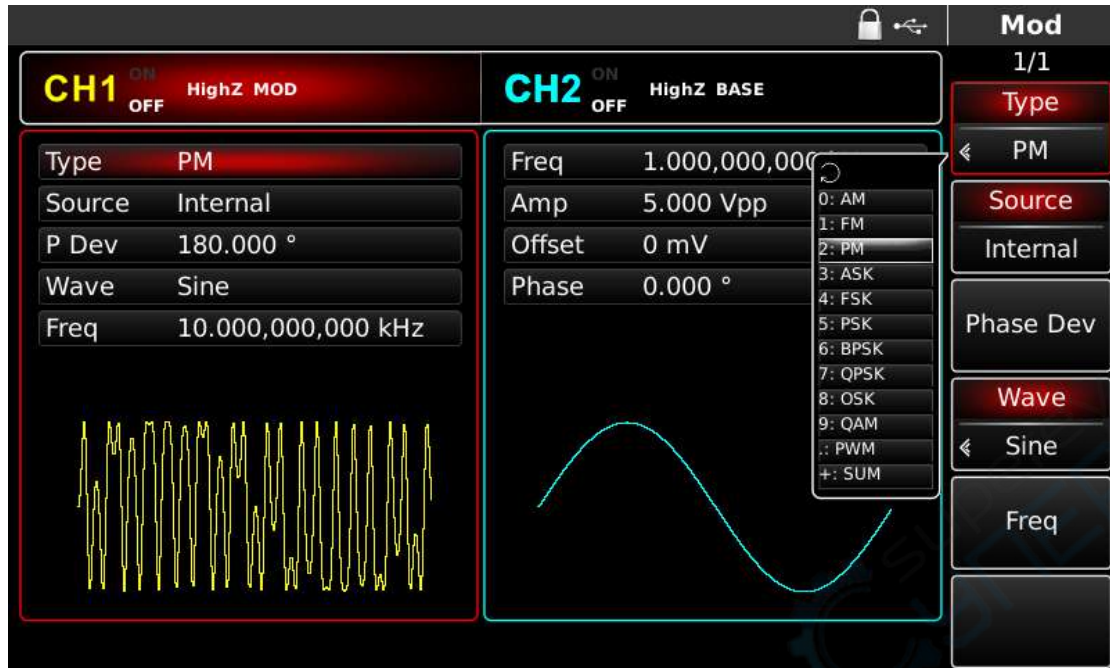 Mod
1/1
CH1 ON OFF HighZ MOD
CH2 ON OFF HighZ BASE
Type PM
Source Internal
P Dev 180.000 °
Wave Sine
Freq 10.000,000,000 kHz
Freq 1.000,000,000
Amp 5.000 Vpp
Offset 0 mV
Phase 0.000 °
0: AM
1: FM
2: PM
3: ASK
4: FSK
5: PSK
6: BPSK
7: QPSK
8: OSK
9: QAM
.: PWM
+: SUM
Type
PM
Source
Internal
Phase Dev
Wave
Sine
Freq